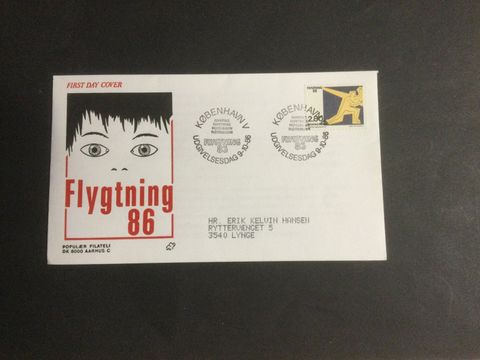 FIRST DAY COVER
Flygtning
86
POPULÆR FILATELI
DK 8000 AARHUS C
KØBENHAVN V
FLYGTNING
86
UDGIVELSESDAG 9-10-86
KØBENHAVN V
FLYGTNING
86
UDGIVELSESDAG 9-10-86
2.80
HR. ERIK KELVIN HANSEN
RYTTERVÆNGET 5
3540 LYNGE